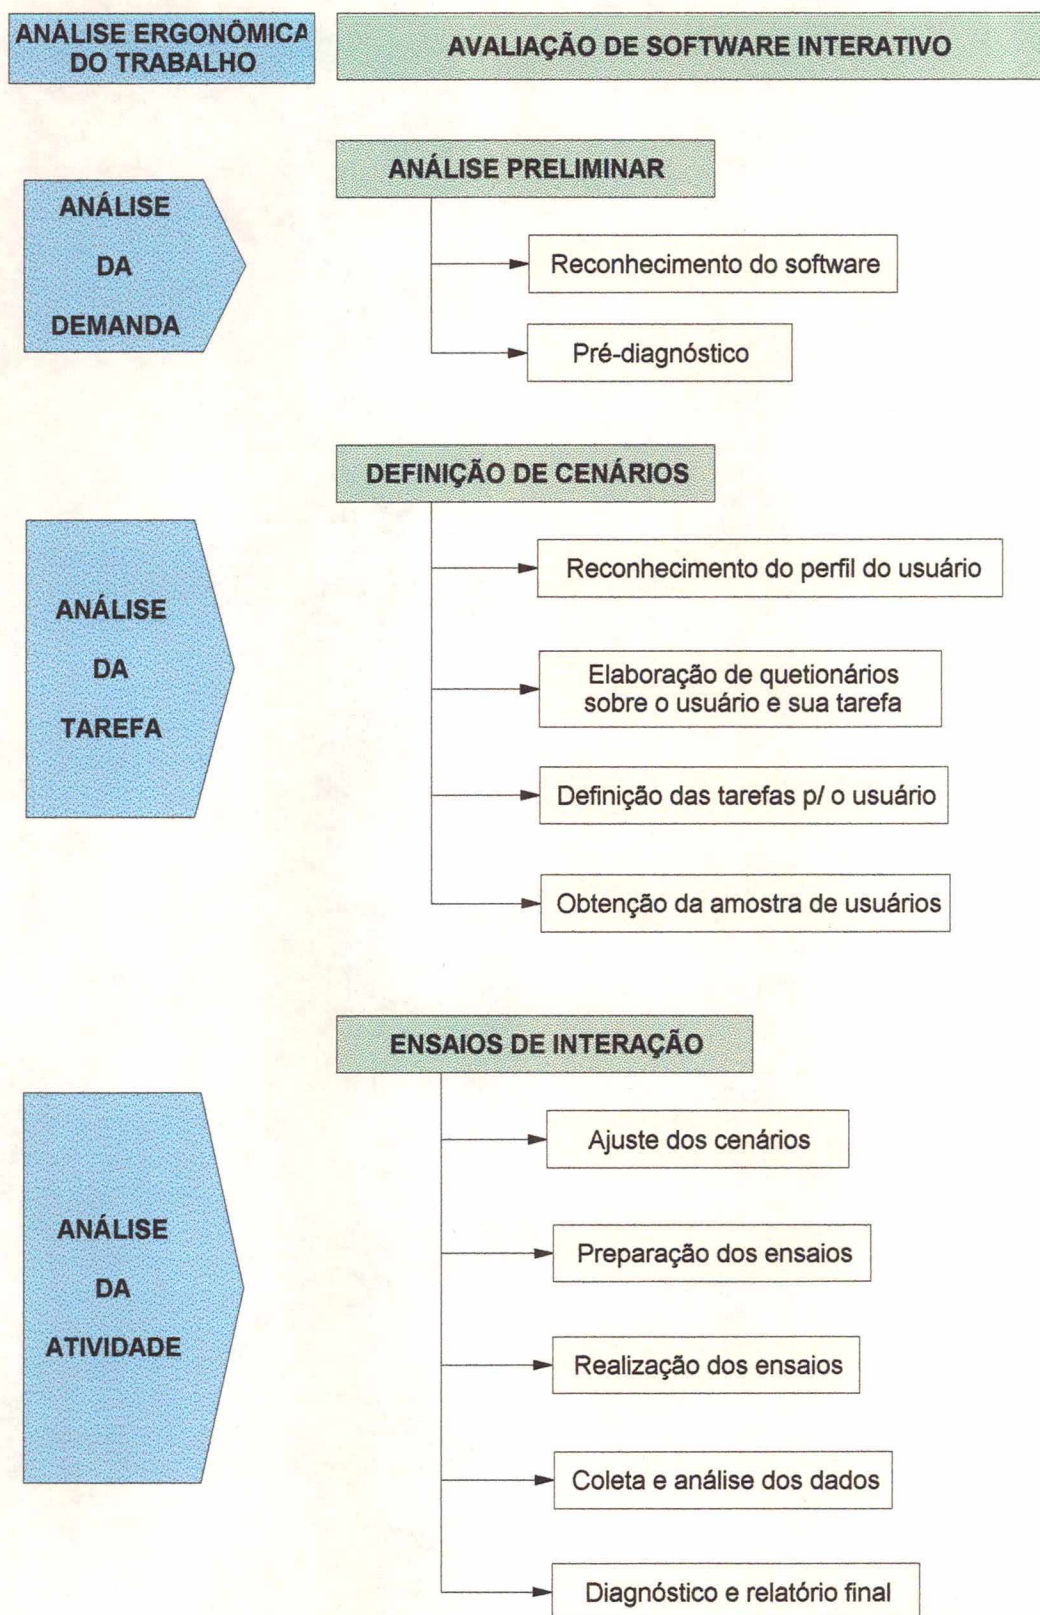 ANÁLISE ERGONÔMICA
DO TRABALHO
AVALIAÇÃO DE SOFTWARE INTERATIVO
ANÁLISE PRELIMINAR
ANÁLISE
DA
DEMANDA
Reconhecimento do software
Pré-diagnóstico
DEFINIÇÃO DE CENÁRIOS
ANÁLISE
DA
TAREFA
Reconhecimento do perfil do usuário
Elaboração de quetionários
sobre o usuário e sua tarefa
Definição das tarefas p/ o usuário
Obtenção da amostra de usuários
ENSAIOS DE INTERAÇÃO
ANÁLISE
DA
ATIVIDADE
Ajuste dos cenários
Preparação dos ensaios
Realização dos ensaios
Coleta e análise dos dados
Diagnóstico e relatório final